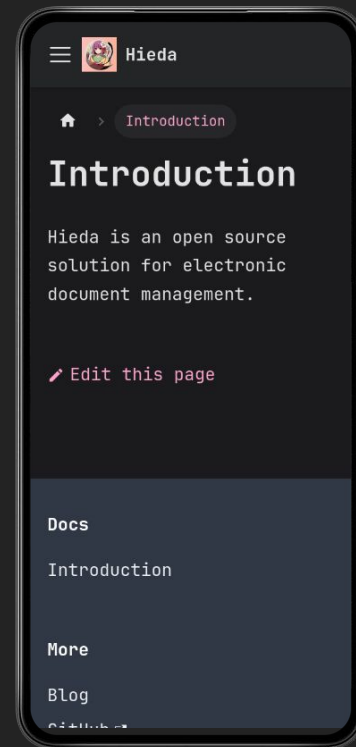 Hieda
Introduction
Introduction
Hieda is an open source
solution for electronic
document management.
Edit this page
Docs
Introduction
More
Blog
GitHub